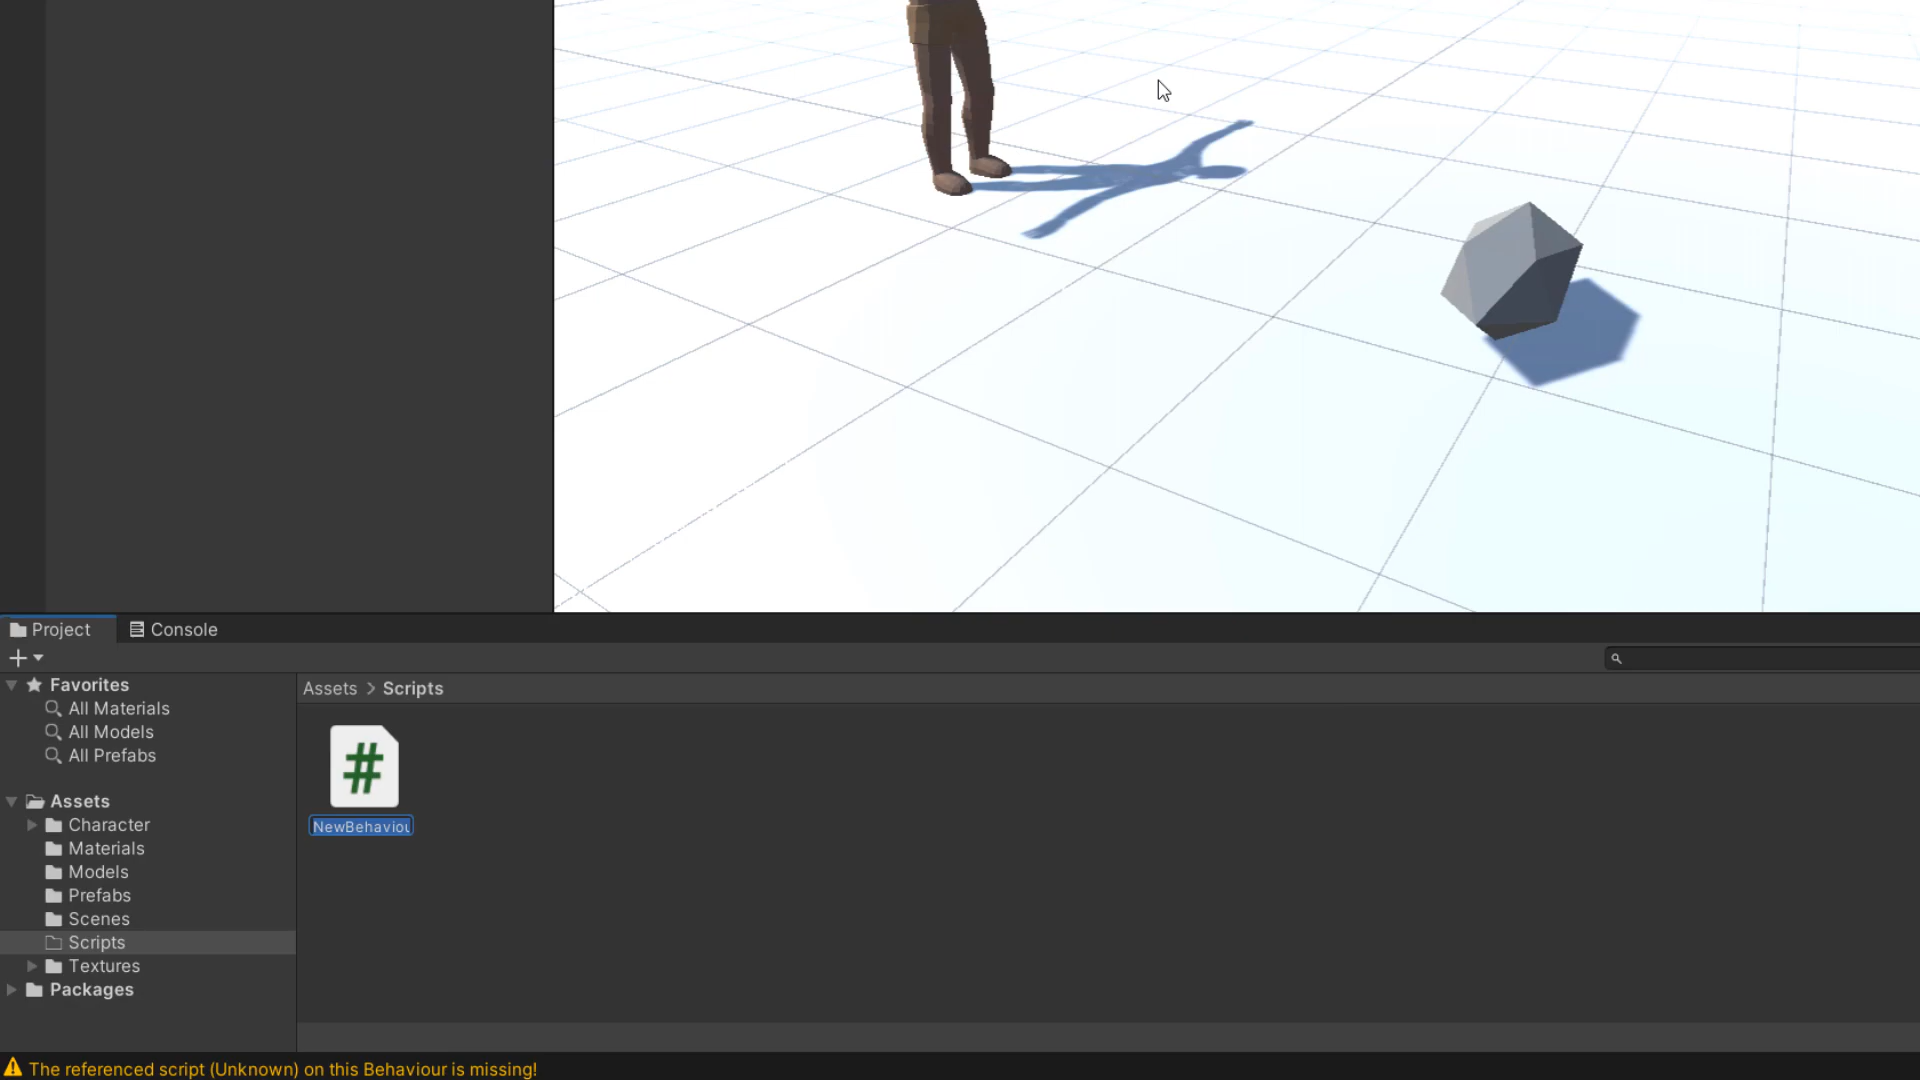 Project
Console
Favorites
All Materials
All Models
All Prefabs
Assets
Character
Materials
Models
Prefabs
Scenes
Scripts
Textures
Packages
Assets > Scripts
#
NewBehaviou
The referenced script (Unknown) on this Behaviour is missing!